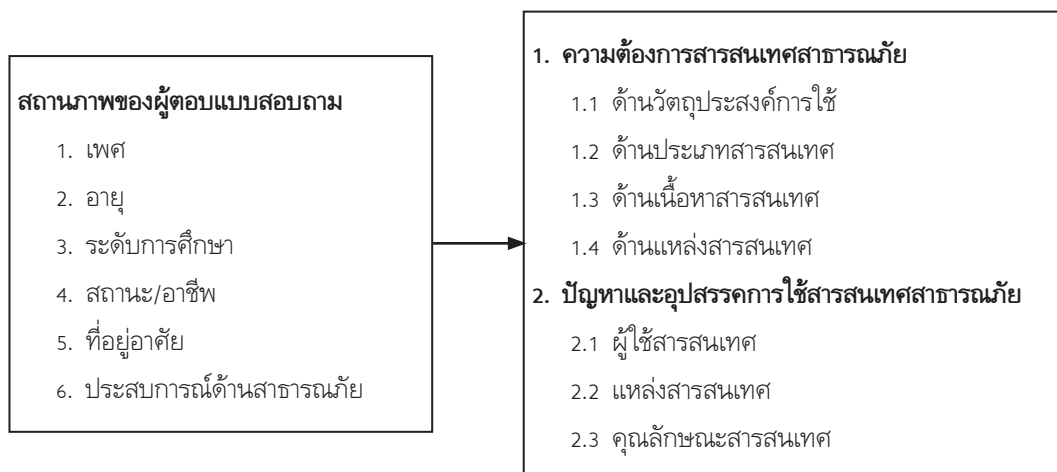 สถานภาพของผู้ตอบแบบสอบถาม
1. เพศ
2. อายุ
3. ระดับการศึกษา
4. สถานะ/อาชีพ
5. ที่อยู่อาศัย
6. ประสบการณ์ด้านสาธารณภัย
1. ความต้องการสารสนเทศสาธารณภัย
1.1 ด้านวัตถุประสงค์การใช้
1.2 ด้านประเภทสารสนเทศ
1.3 ด้านเนื้อหาสารสนเทศ
1.4 ด้านแหล่งสารสนเทศ
2. ปัญหาและอุปสรรคการใช้สารสนเทศสาธารณภัย
2.1 ผู้ใช้สารสนเทศ
2.2 แหล่งสารสนเทศ
2.3 คุณลักษณะสารสนเทศ